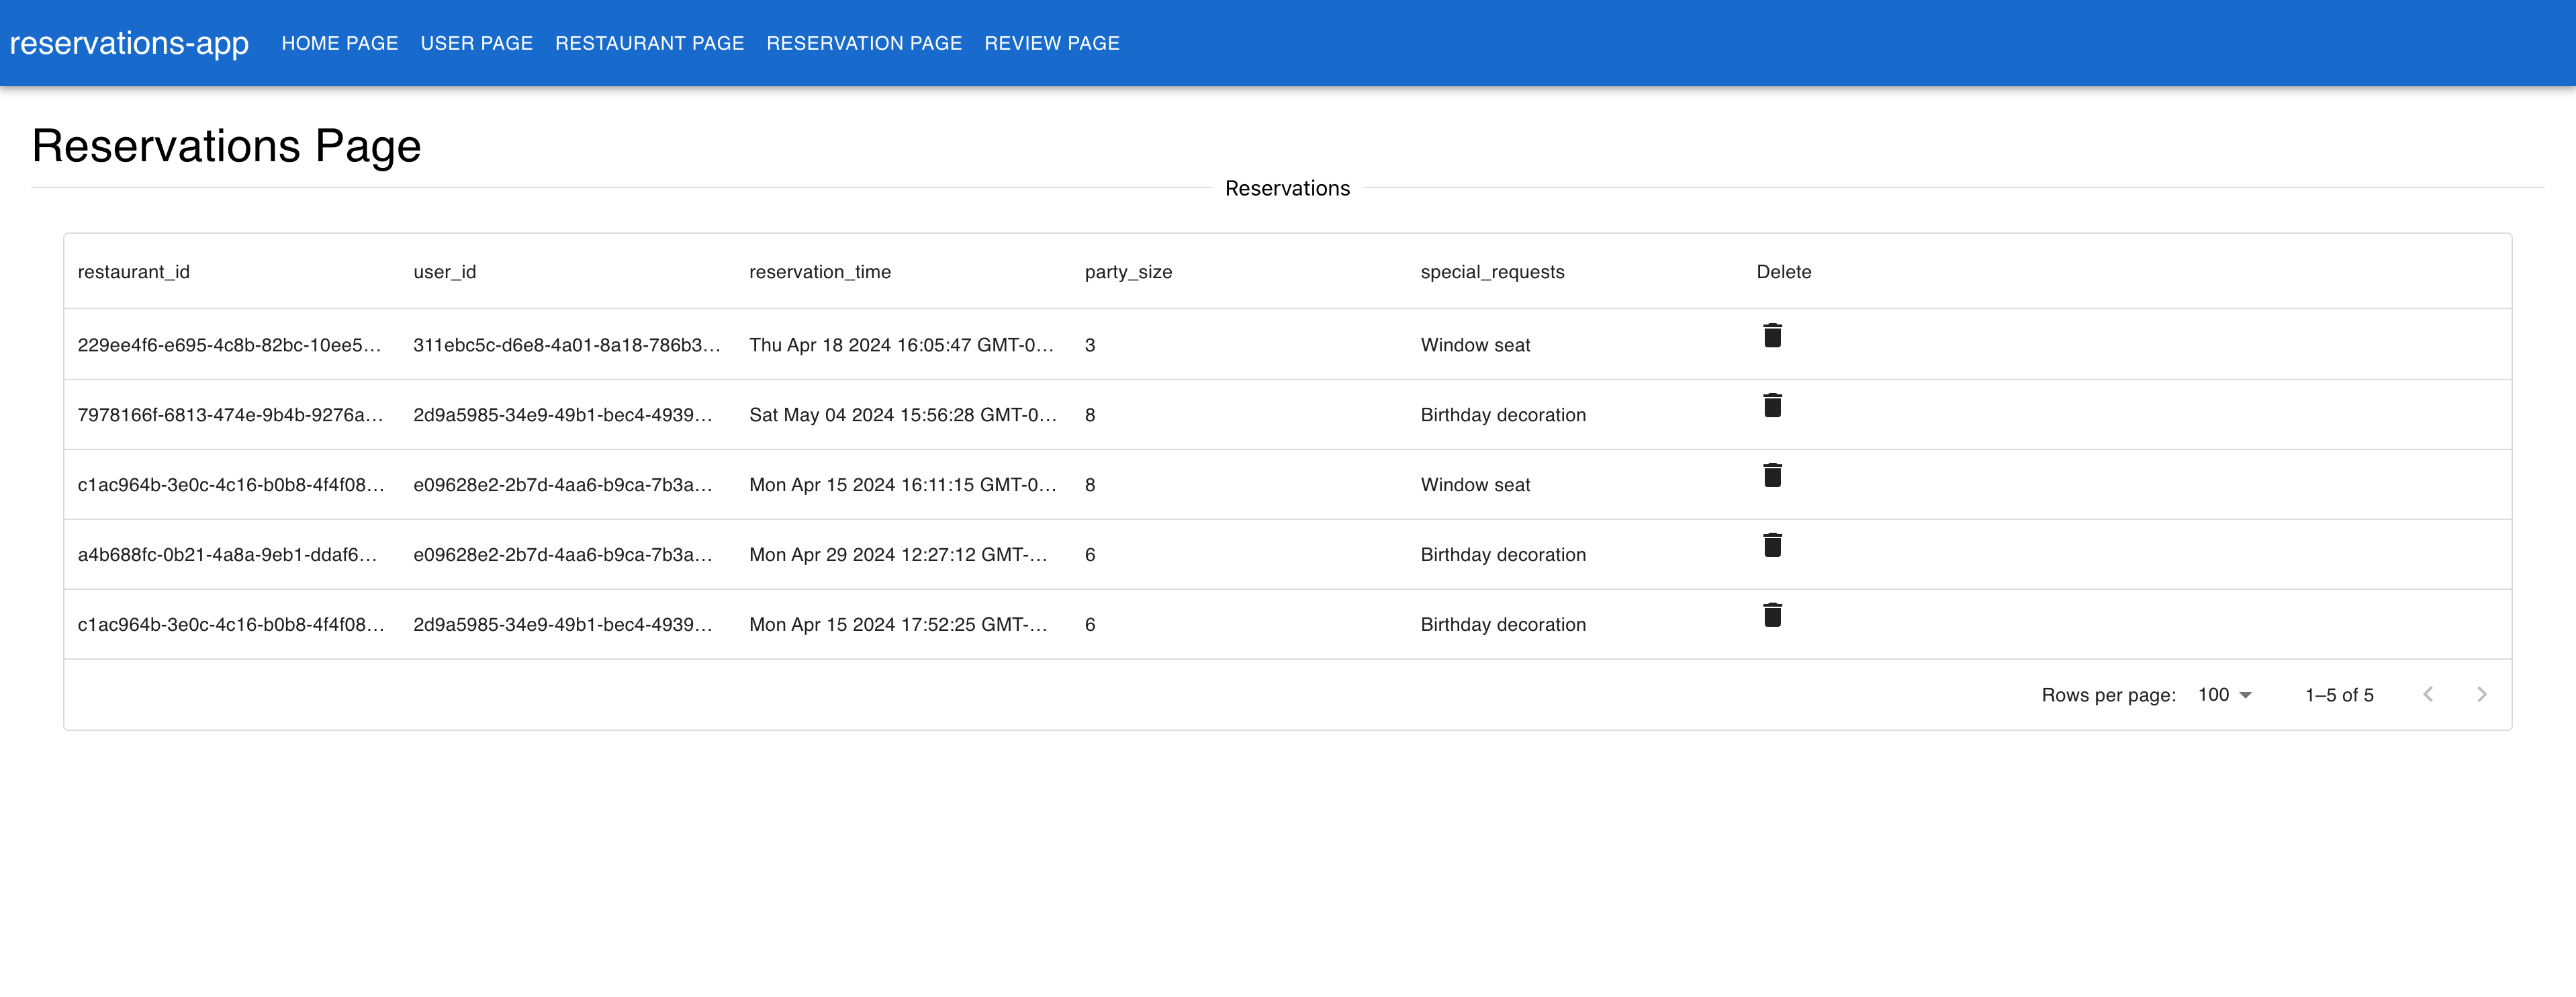 reservations-app HOME PAGE USER PAGE RESTAURANT PAGE RESERVATION PAGE REVIEW PAGE
Reservations Page
Reservations
restaurant_id user_id reservation_time party_size special_requests Delete
229ee4f6-e695-4c8b-82bc-10ee5... 311ebc5c-d6e8-4a01-8a18-786b3... Thu Apr 18 2024 16:05:47 GMT-0... 3 Window seat
7978166f-6813-474e-9b4b-9276a... 2d9a5985-34e9-49b1-bec4-4939... Sat May 04 2024 15:56:28 GMT-0... 8 Birthday decoration
c1ac964b-3e0c-4c16-b0b8-4f4f08... e09628e2-2b7d-4aa6-b9ca-7b3a... Mon Apr 15 2024 16:11:15 GMT-0... 8 Window seat
a4b688fc-0b21-4a8a-9eb1-ddaf6... e09628e2-2b7d-4aa6-b9ca-7b3a... Mon Apr 29 2024 12:27:12 GMT-... 6 Birthday decoration
c1ac964b-3e0c-4c16-b0b8-4f4f08... 2d9a5985-34e9-49b1-bec4-4939... Mon Apr 15 2024 17:52:25 GMT-... 6 Birthday decoration
Rows per page: 100 1–5 of 5